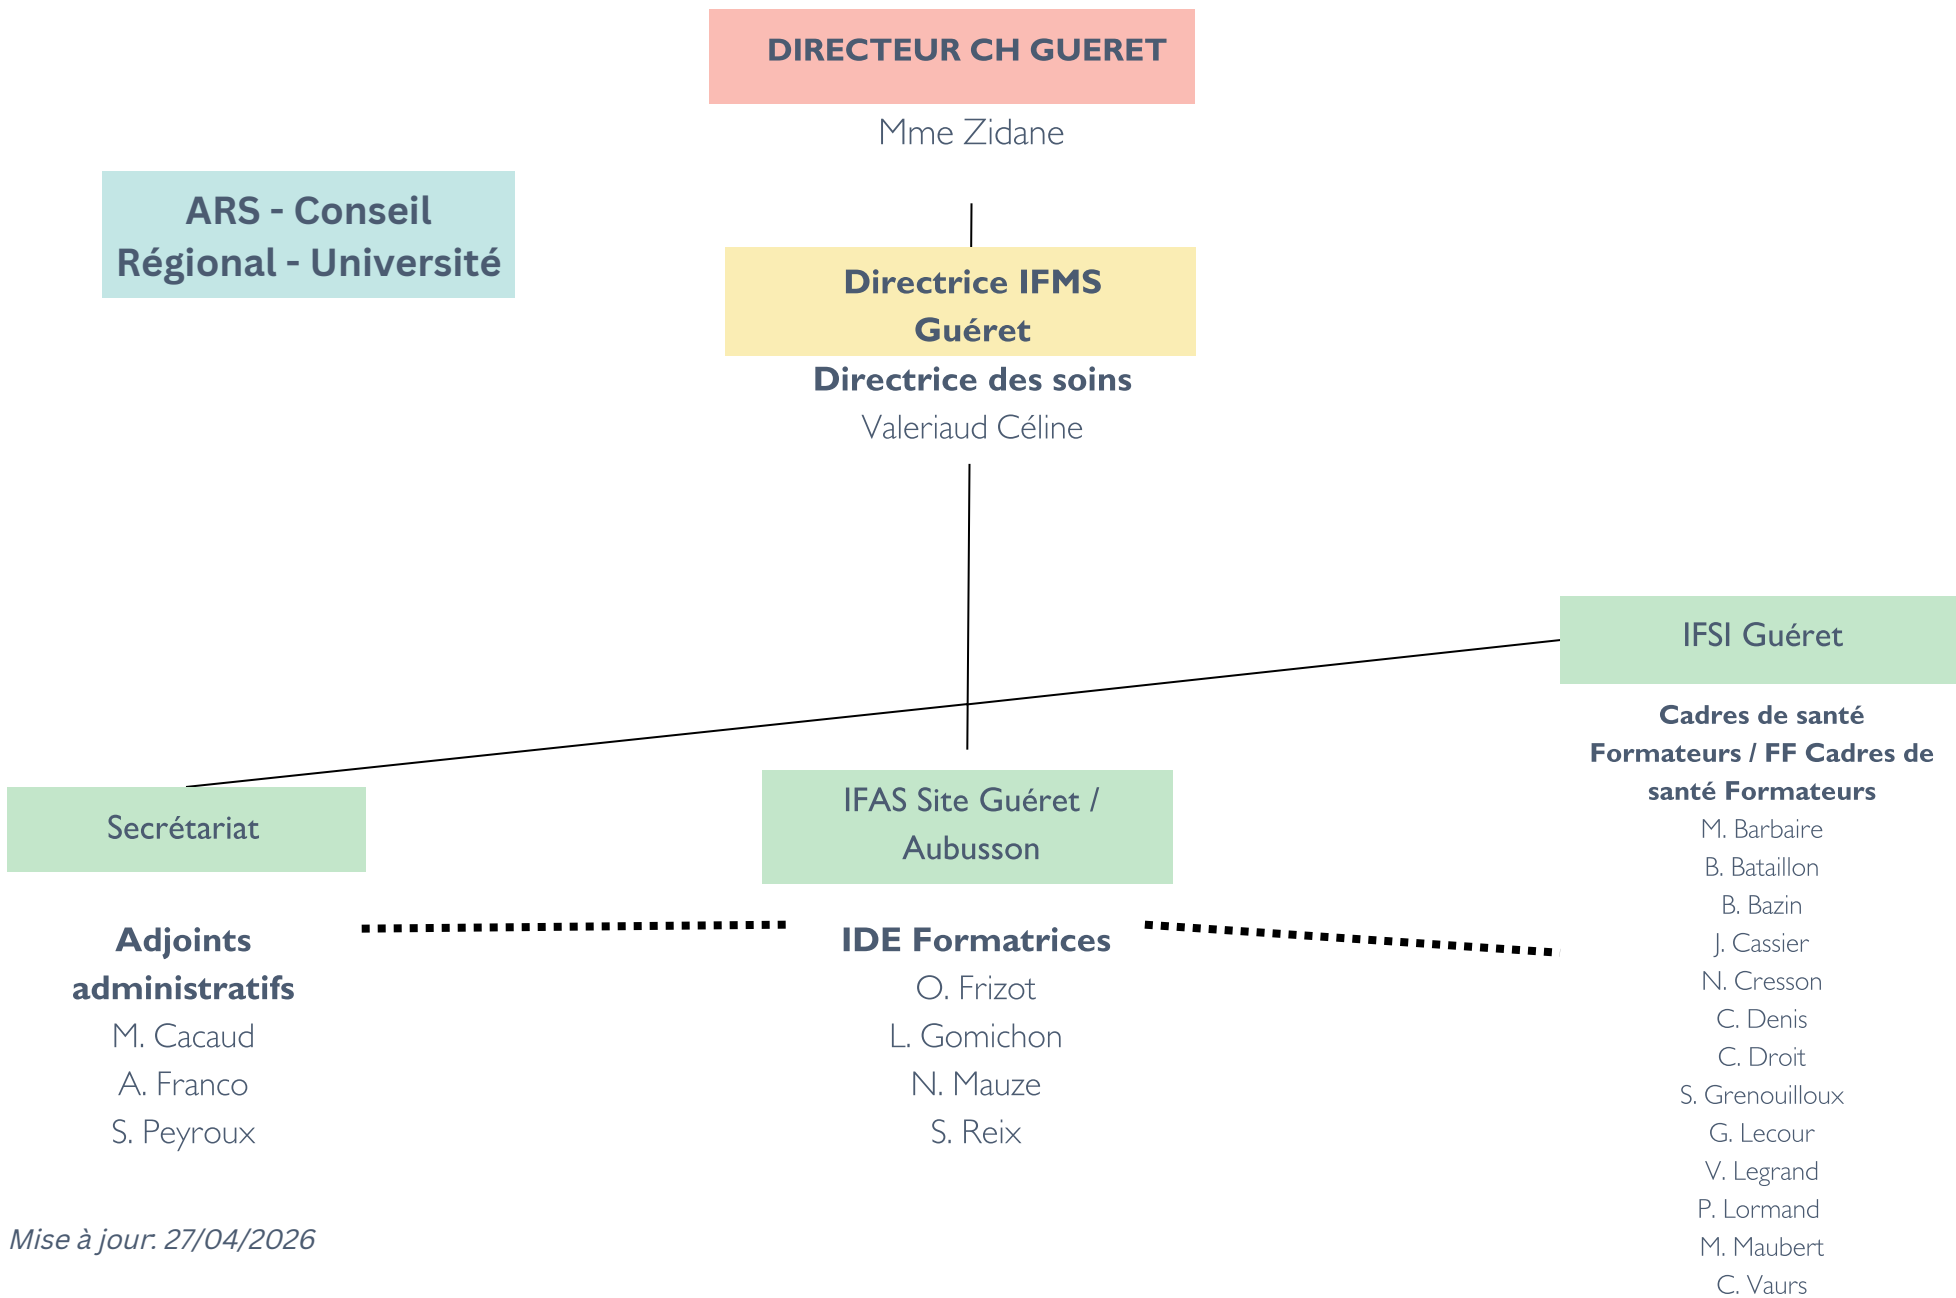 DIRECTEUR CH GUERET
Mme Zidane
ARS - Conseil
Régional - Université
Directrice IFMS
Guéret
Directrice des soins
Valeriaud Céline
Secrétariat
Adjoints
administratifs
M. Cacaud
A. Franco
S. Peyroux
IFAS Site Guéret /
Aubusson
IDE Formatrices
O. Frizot
L. Gomichon
N. Mauze
S. Reix
IFSI Guéret
Cadres de santé
Formateurs / FF Cadres de
santé Formateurs
M. Barbaire
B. Bataillon
B. Bazin
J. Cassier
N. Cresson
C. Denis
C. Droit
S. Grenouilloux
G. Lecour
V. Legrand
P. Lormand
M. Maubert
C. Vaurs
Mise à jour: 27/04/2026